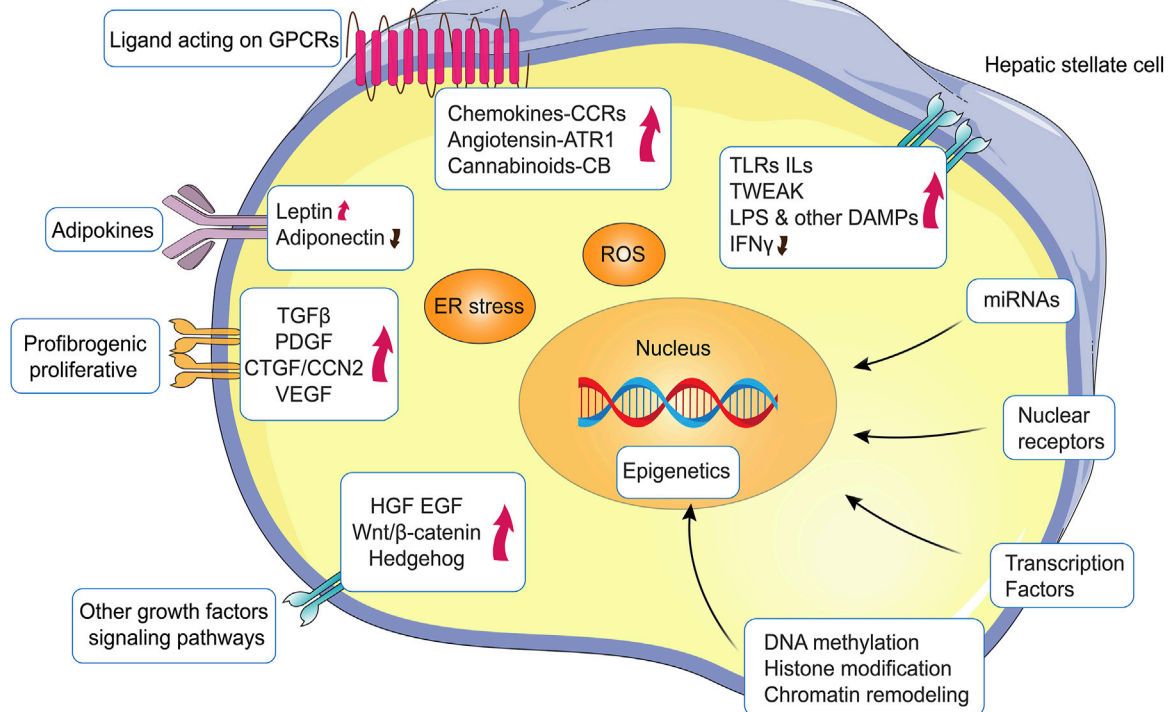 Ligand acting on GPCRs
Hepatic stellate cell
Chemokines-CCRs
Angiotensin-ATR1
Cannabinoids-CB
TLRs ILs
TWEAK
LPS & other DAMPs
IFNγ
Adipokines
Leptin
Adiponectin
ROS
ER stress
miRNAs
Profibrogenic
proliferative
TGFβ
PDGF
CTGF/CCN2
VEGF
Nucleus
Epigenetics
Nuclear
receptors
HGF EGF
Wnt/β-catenin
Hedgehog
Transcription
Factors
Other growth factors
signaling pathways
DNA methylation
Histone modification
Chromatin remodeling